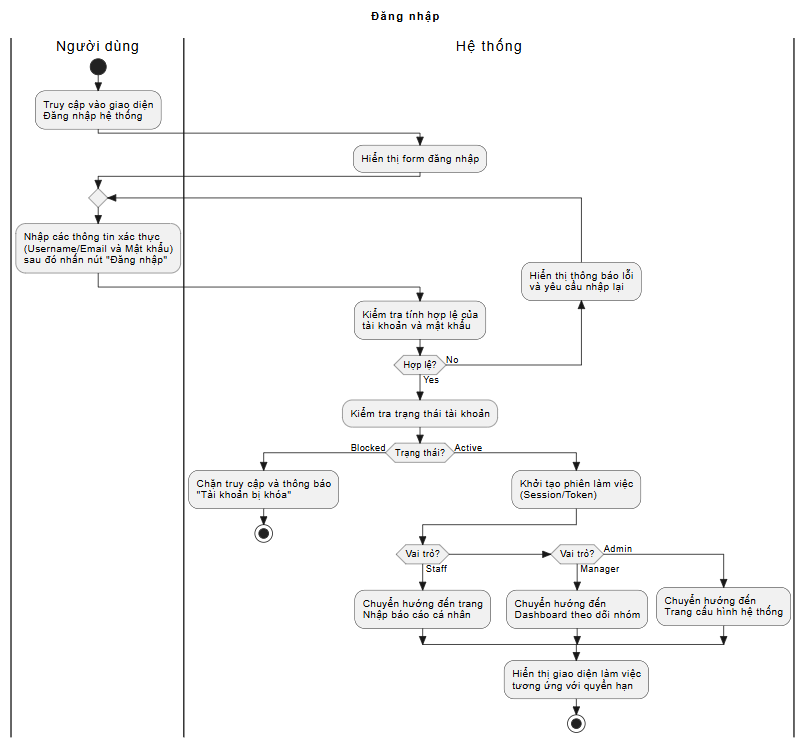 Đăng nhập
Người dùng
Hệ thống
Truy cập vào giao diện
Đăng nhập hệ thống
Hiển thị form đăng nhập
Nhập các thông tin xác thực
(Username/Email và Mật khẩu)
sau đó nhấn nút "Đăng nhập"
Hiển thị thông báo lỗi
và yêu cầu nhập lại
Kiểm tra tính hợp lệ của
tài khoản và mật khẩu
Hợp lệ?
No
Yes
Kiểm tra trạng thái tài khoản
Blocked
Trạng thái?
Active
Chặn truy cập và thông báo
"Tài khoản bị khóa"
Khởi tạo phiên làm việc
(Session/Token)
Vai trò?
Staff
Vai trò?
Manager
Admin
Chuyển hướng đến trang
Nhập báo cáo cá nhân
Chuyển hướng đến
Dashboard theo dõi nhóm
Chuyển hướng đến
Trang cấu hình hệ thống
Hiển thị giao diện làm việc
tương ứng với quyền hạn